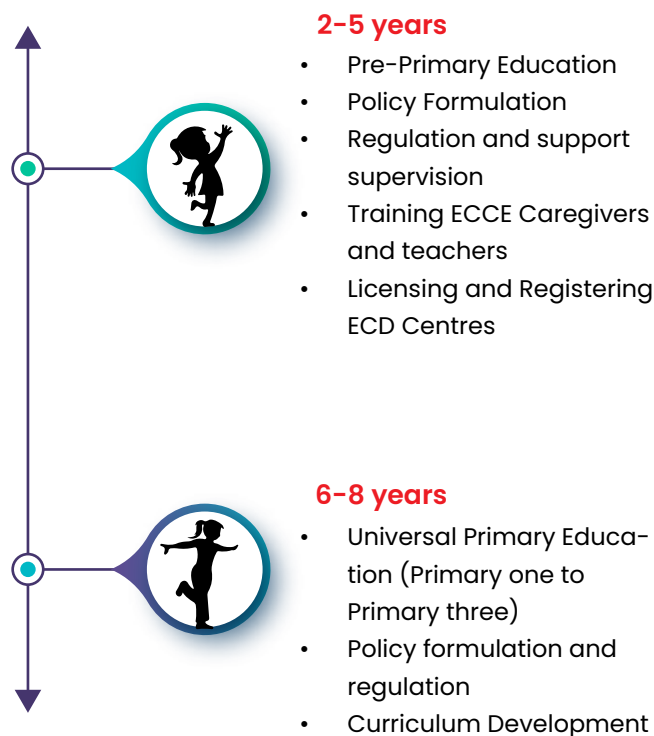 2-5 years
• Pre-Primary Education
• Policy Formulation
• Regulation and support
supervision
• Training ECCE Caregivers
and teachers
• Licensing and Registering
ECD Centres
6-8 years
• Universal Primary Educa-
tion (Primary one to
Primary three)
• Policy formulation and
regulation
• Curriculum Development